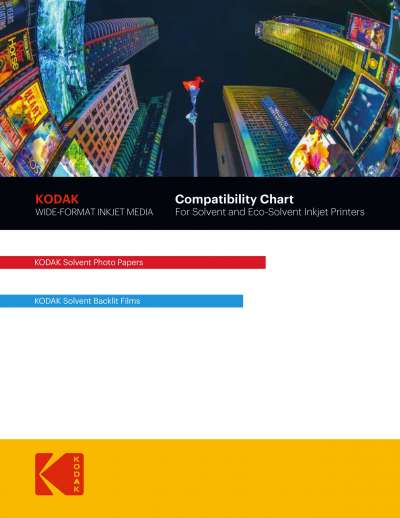 KODAK
WIDE-FORMAT INKJET MEDIA
Compatibility Chart
For Solvent and Eco-Solvent Inkjet Printers
KODAK Solvent Photo Papers
KODAK Solvent Backlit Films
KODAK